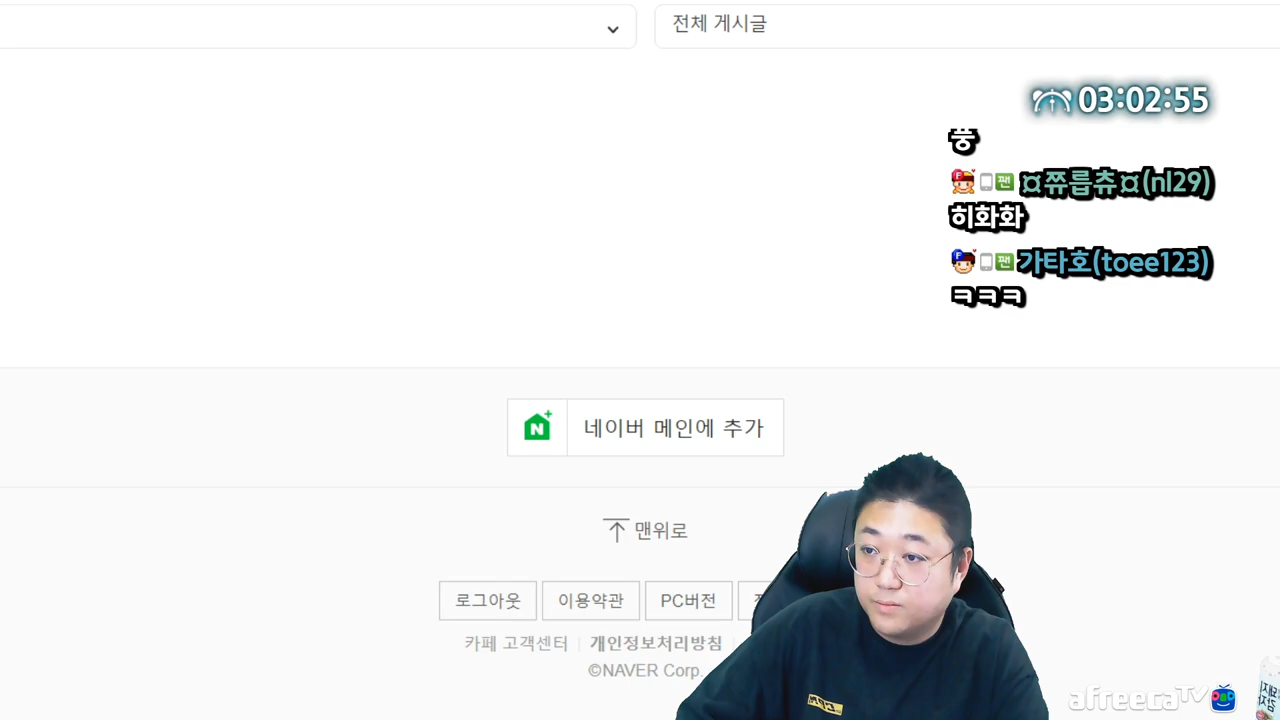 전체 게시글
03:02:55
풍
F 팬 ¤쮸릅츄¤(nl29)
히화화
F 팬 가타호(toee123)
ㅋㅋㅋ
N 네이버 메인에 추가
맨위로
로그아웃 이용약관 PC버전
카페 고객센터 개인정보처리방침
©NAVER Corp.
afreecaTV